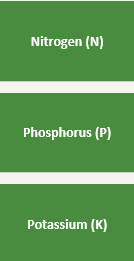 Nitrogen (N)
Phosphorus (P)
Potassium (K)